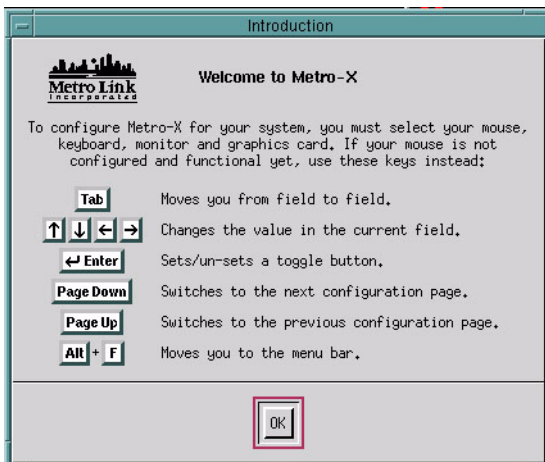 Introduction
Metro Link
Incorporated
Welcome to Metro-X
To configure Metro-X for your system, you must select your mouse,
keyboard, monitor and graphics card. If your mouse is not
configured and functional yet, use these keys instead:
Tab Moves you from field to field.
↑ ↓ ← → Changes the value in the current field.
↵ Enter Sets/un-sets a toggle button.
Page Down Switches to the next configuration page.
Page Up Switches to the previous configuration page.
Alt + F Moves you to the menu bar.
OK